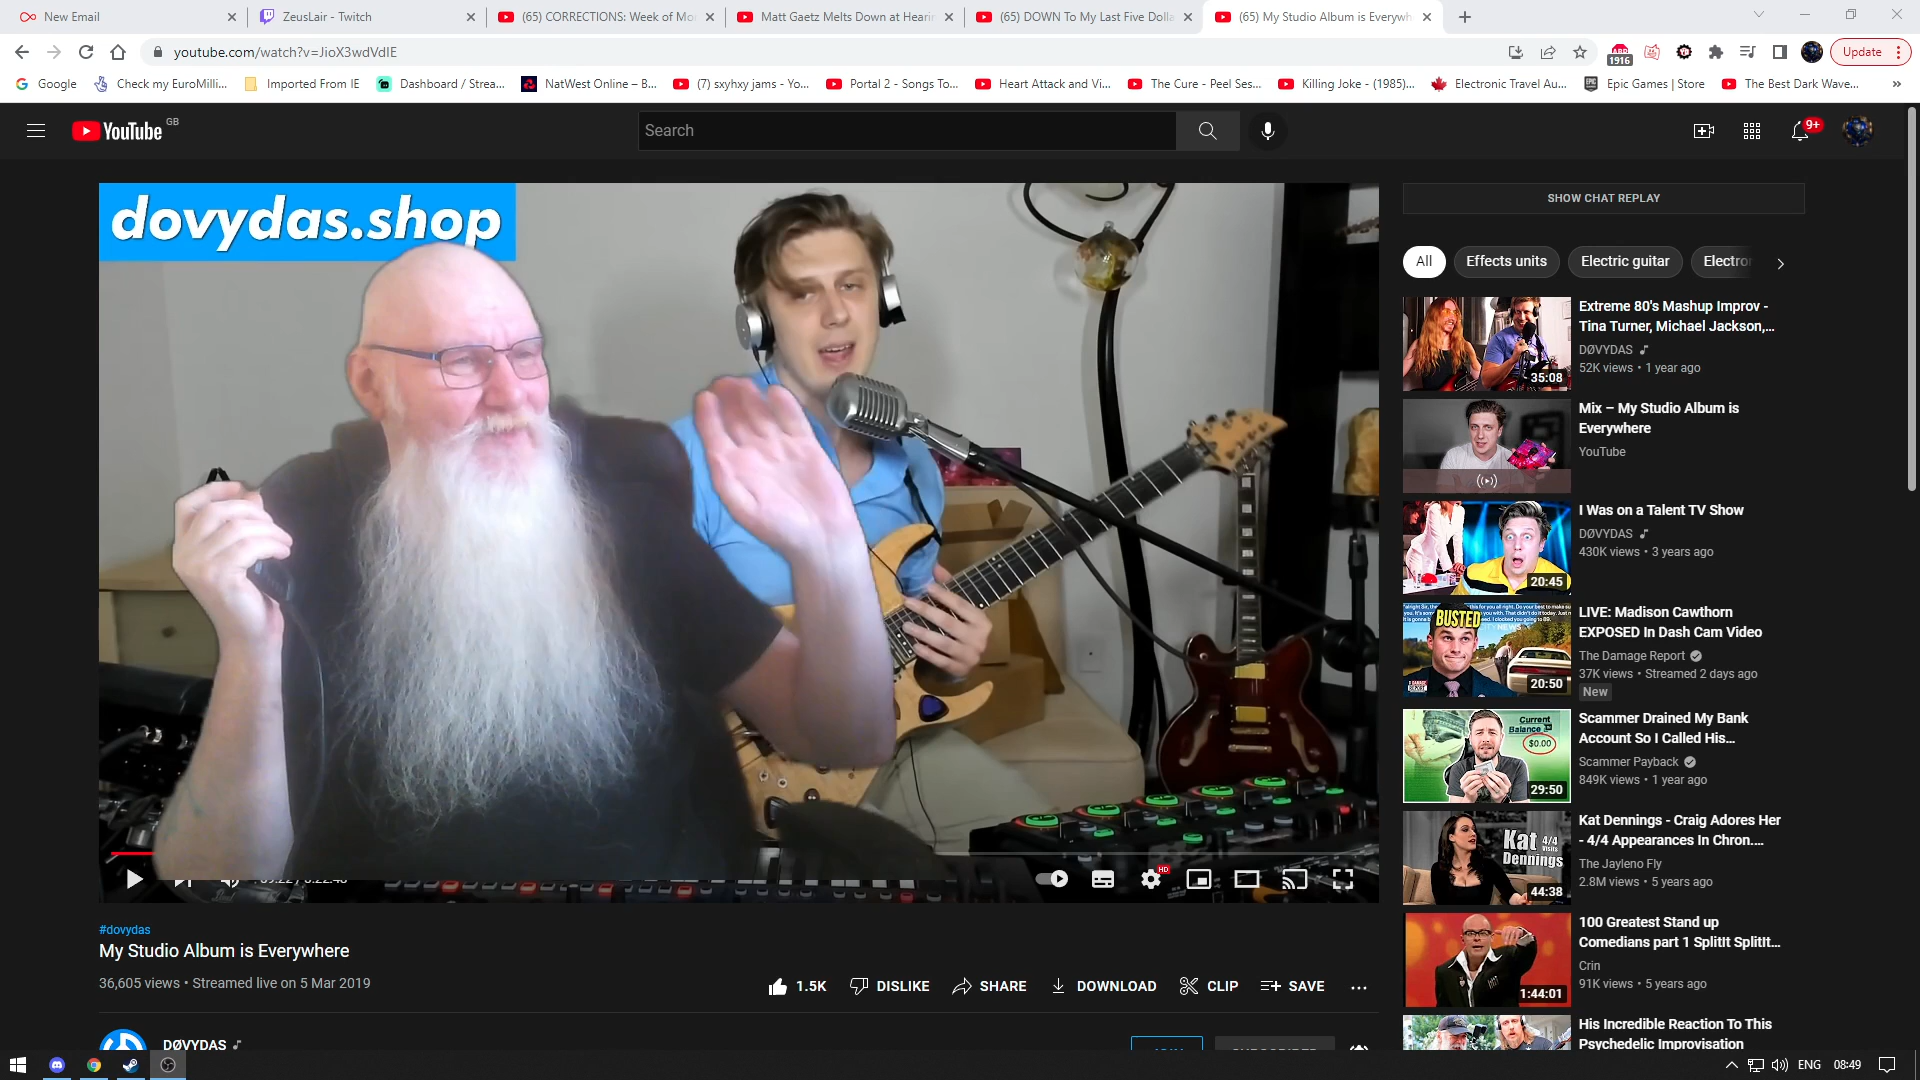 New Email
ZeusLair - Twitch
(65) CORRECTIONS: Week of Mo
Matt Gaetz Melts Down at Hearin
(65) DOWN To My Last Five Dolla
(65) My Studio Album is Everywh
youtube.com/watch?v=JioX3wdVdIE
1916
Update
Google
Check my EuroMilli...
Imported From IE
Dashboard / Strea...
NatWest Online – B...
(7) sxyhxy jams - Yo...
Portal 2 - Songs To...
Heart Attack and Vi...
The Cure - Peel Ses...
Killing Joke - (1985)...
Electronic Travel Au...
Epic Games | Store
The Best Dark Wave...
»
YouTube GB
Search
9+
dovydas.shop
SHOW CHAT REPLAY
All
Effects units
Electric guitar
Electro
Extreme 80's Mashup Improv -
Tina Turner, Michael Jackson,...
DØVYDAS
52K views • 1 year ago
35:08
Mix – My Studio Album is
Everywhere
YouTube
I Was on a Talent TV Show
DØVYDAS
430K views • 3 years ago
20:45
BUSTED
LIVE: Madison Cawthorn
EXPOSED In Dash Cam Video
The Damage Report
37K views • Streamed 2 days ago
New
20:50
Current
Balance
$0.00
Scammer Drained My Bank
Account So I Called His...
Scammer Payback
849K views • 1 year ago
29:50
Kat 4/4
Visits
Dennings
Kat Dennings - Craig Adores Her
- 4/4 Appearances In Chron....
The Jayleno Fly
2.8M views • 5 years ago
44:38
100 Greatest Stand up
Comedians part 1 SplitIt SplitIt...
Crin
91K views • 5 years ago
1:44:01
His Incredible Reaction To This
Psychedelic Improvisation
HD
#dovydas
My Studio Album is Everywhere
36,605 views • Streamed live on 5 Mar 2019
1.5K
DISLIKE
SHARE
DOWNLOAD
CLIP
SAVE
DØVYDAS
ENG
08:49